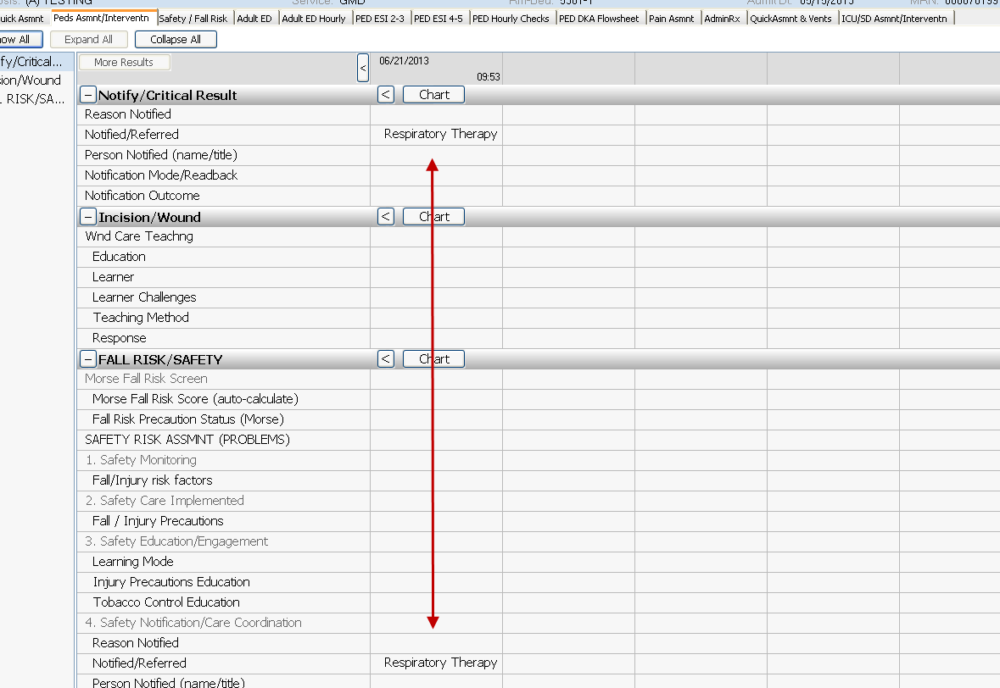 (A) TESTING Service: GMD Rm-Bed: 5501-1 Admit Dt: 05/15/2013 MRN: 000070199
uick Asmnt Peds Asmnt/Interventn Safety / Fall Risk Adult ED Adult ED Hourly PED ESI 2-3 PED ESI 4-5 PED Hourly Checks PED DKA Flowsheet Pain Asmnt AdminRx QuickAsmnt & Vents ICU/SD Asmnt/Interventn
ow All Expand All Collapse All
fy/Critical... More Results < 06/21/2013
ion/Wound 09:53
RISK/SA...
− Notify/Critical Result < Chart
Reason Notified
Notified/Referred Respiratory Therapy
Person Notified (name/title)
Notification Mode/Readback
Notification Outcome
− Incision/Wound < Chart
Wnd Care Teachng
Education
Learner
Learner Challenges
Teaching Method
Response
− FALL RISK/SAFETY < Chart
Morse Fall Risk Screen
Morse Fall Risk Score (auto-calculate)
Fall Risk Precaution Status (Morse)
SAFETY RISK ASSMNT (PROBLEMS)
1. Safety Monitoring
Fall/Injury risk factors
2. Safety Care Implemented
Fall / Injury Precautions
3. Safety Education/Engagement
Learning Mode
Injury Precautions Education
Tobacco Control Education
4. Safety Notification/Care Coordination
Reason Notified
Notified/Referred Respiratory Therapy
Person Notified (name/title)